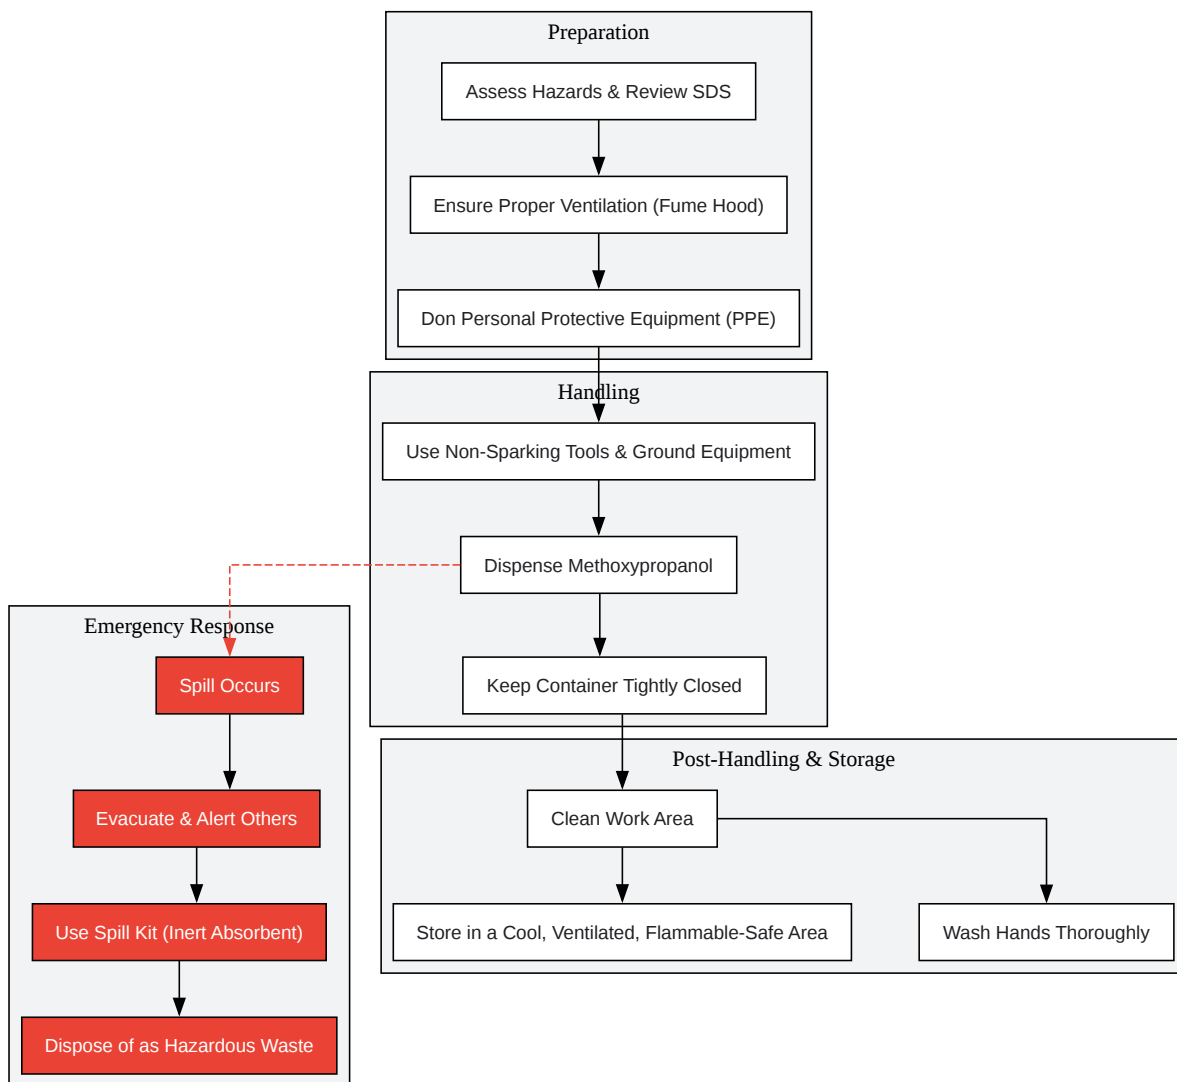 Preparation
Assess Hazards & Review SDS
Ensure Proper Ventilation (Fume Hood)
Don Personal Protective Equipment (PPE)
Handling
Use Non-Sparking Tools & Ground Equipment
Dispense Methoxypropanol
Keep Container Tightly Closed
Emergency Response
Spill Occurs
Evacuate & Alert Others
Use Spill Kit (Inert Absorbent)
Dispose of as Hazardous Waste
Post-Handling & Storage
Clean Work Area
Store in a Cool, Ventilated, Flammable-Safe Area
Wash Hands Thoroughly